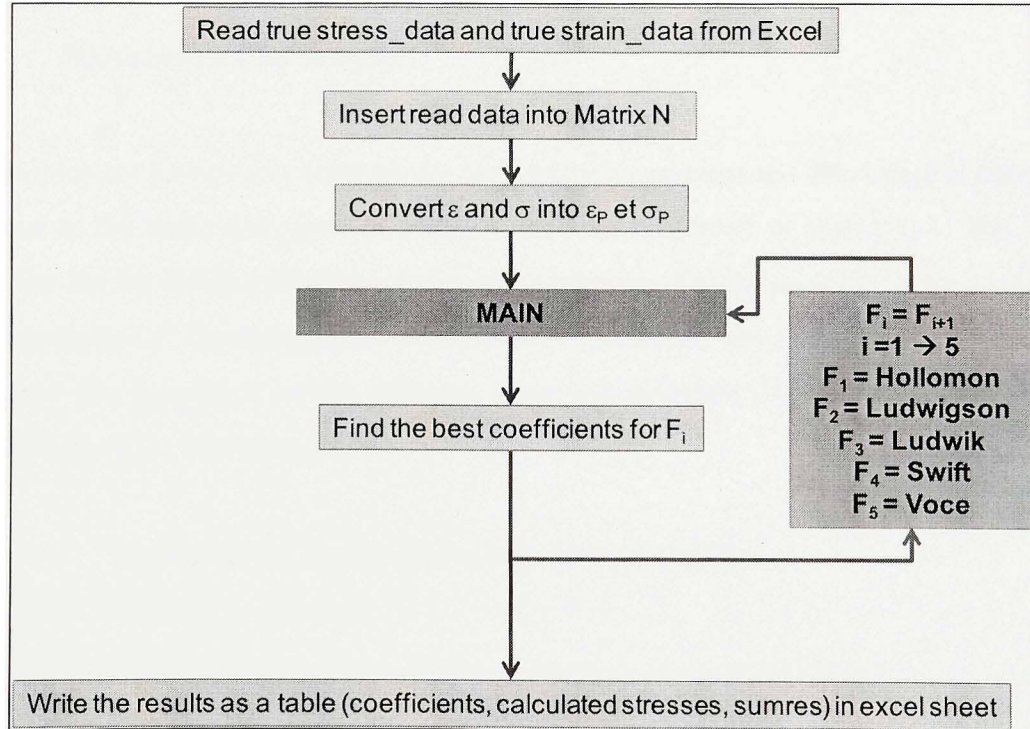 Read true stress_data and true strain_data from Excel
Insert read data into Matrix N
Convert ε and σ into εP et σP
MAIN
Fi = Fi+1
i =1 → 5
F1 = Hollomon
F2 = Ludwigson
F3 = Ludwik
F4 = Swift
F5 = Voce
Find the best coefficients for Fi
Write the results as a table (coefficients, calculated stresses, sumres) in excel sheet